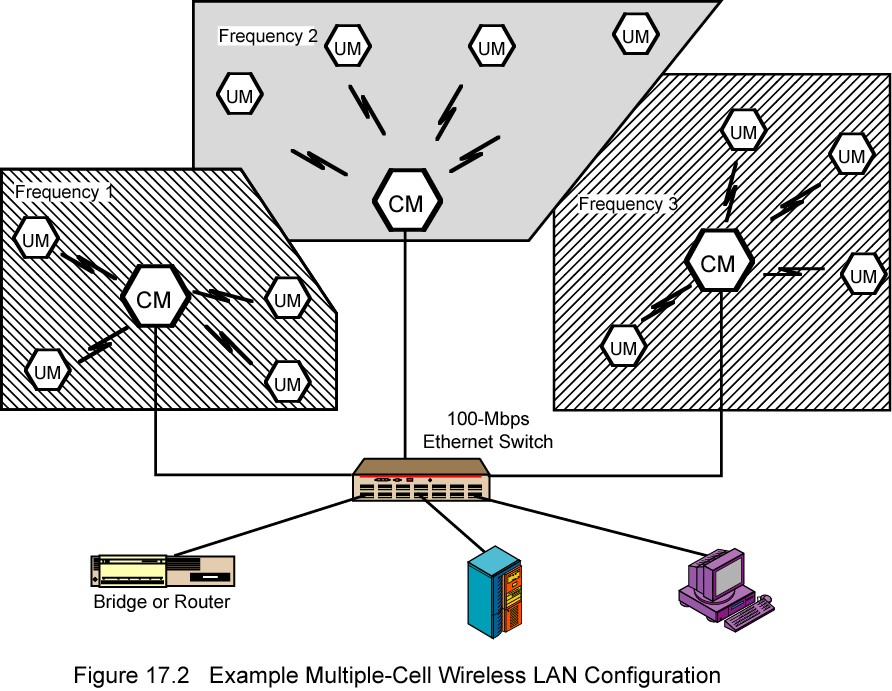 Frequency 2
UM
UM
UM
UM
CM
Frequency 1
UM
CM
UM
UM
UM
Frequency 3
UM
UM
CM
UM
UM
100-Mbps
Ethernet Switch
Bridge or Router
Figure 17.2 Example Multiple-Cell Wireless LAN Configuration